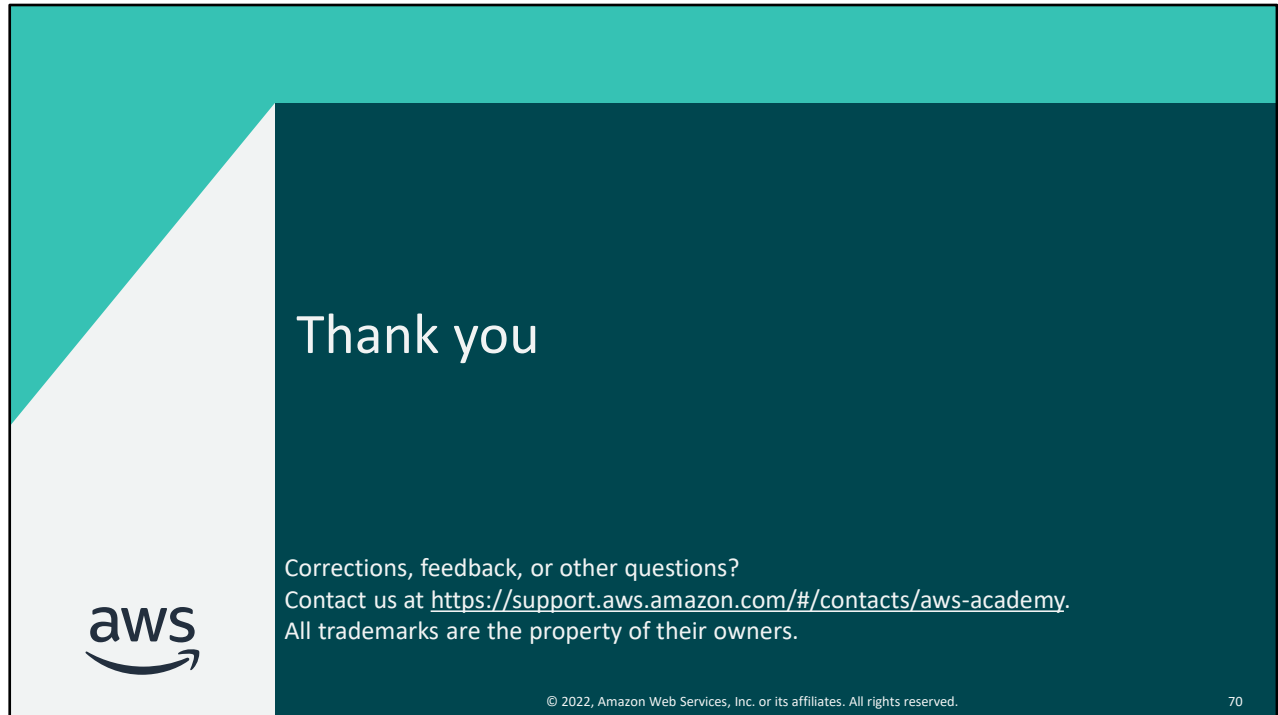 Thank you
Corrections, feedback, or other questions?
Contact us at https://support.aws.amazon.com/#/contacts/aws-academy.
All trademarks are the property of their owners.
aws
© 2022, Amazon Web Services, Inc. or its affiliates. All rights reserved.
70